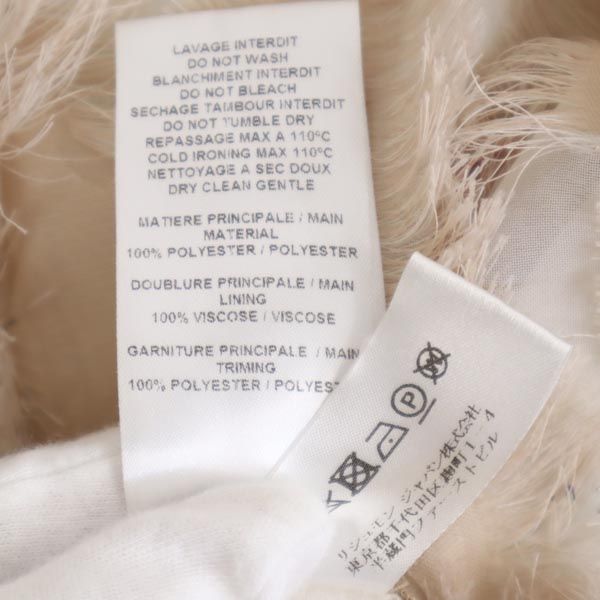 LAVAGE INTERDIT
DO NOT WASH
BLANCHIMENT INTERDIT
DO NOT BLEACH
SECHAGE TAMBOUR INTERDIT
DO NOT TUMBLE DRY
REPASSAGE MAX A 110ºC
COLD IRONING MAX 110ºC
NETTOYAGE A SEC DOUX
DRY CLEAN GENTLE
MATIERE PRINCIPALE / MAIN
MATERIAL
100% POLYESTER / POLYESTER
DOUBLURE PRINCIPALE / MAIN
LINING
100% VISCOSE / VISCOSE
GARNITURE PRINCIPALE / MAIN
TRIMING
100% POLYESTER / POLYESTE
P
リシュモン ジャパン株式会社
東京都千代田区麹町1-4
半蔵門ファーストビル